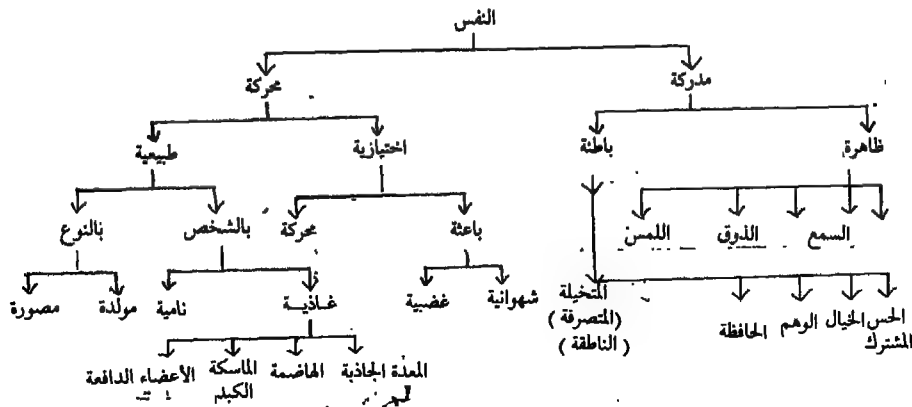 النفس
مدركة محركة
ظاهرة باطنة اختيارية طبيعية
السمع الذوق اللمس باعثة محركة بالشخص بالنوع
شهوانية غضبية غاذيـة نامية مولدة مصورة
الحس المشترك الخيال الوهم الحافظة المتخيلة
(المتصرفة)
(الناطقة)
المعدة الجاذبة الهاضمة الماسكة الأعضاء الدافعة
الكبد